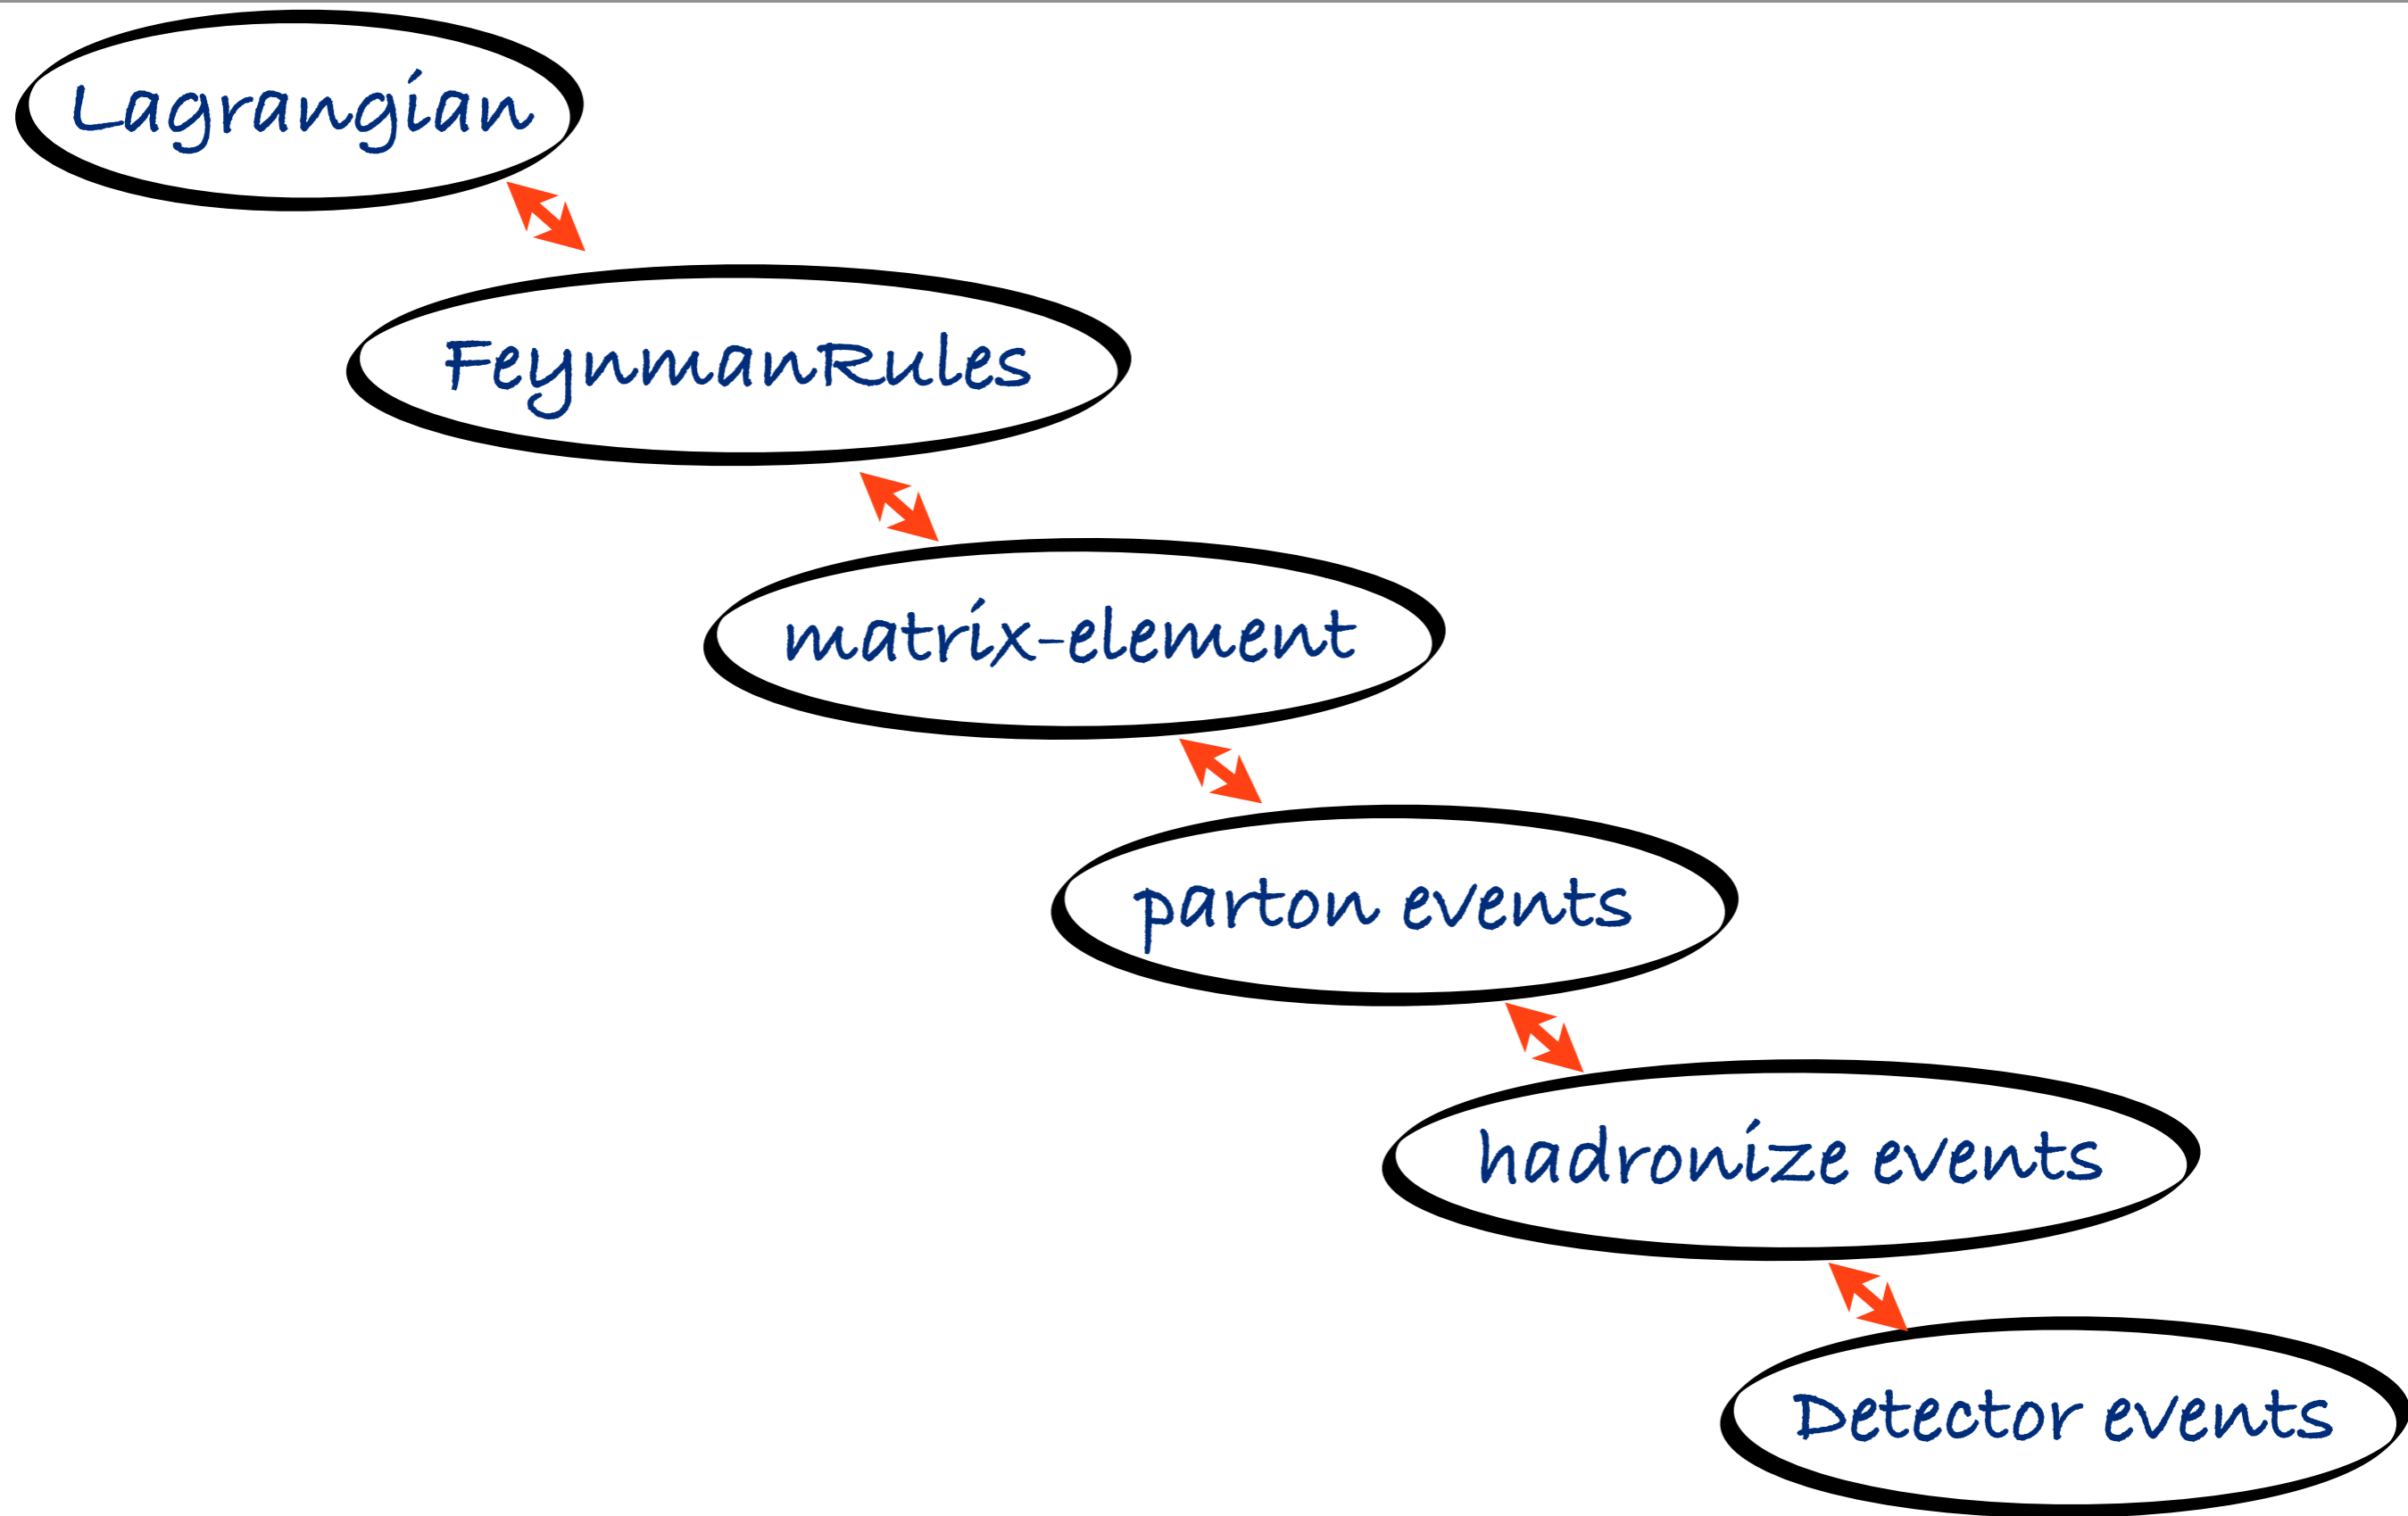 Lagrangian
FeynmanRules
matrix-element
parton events
hadronize events
Detector events